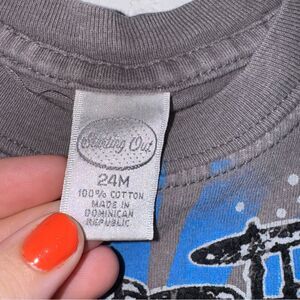 Starting Out
24M
100% COTTON
MADE IN
DOMINICAN
REPUBLIC